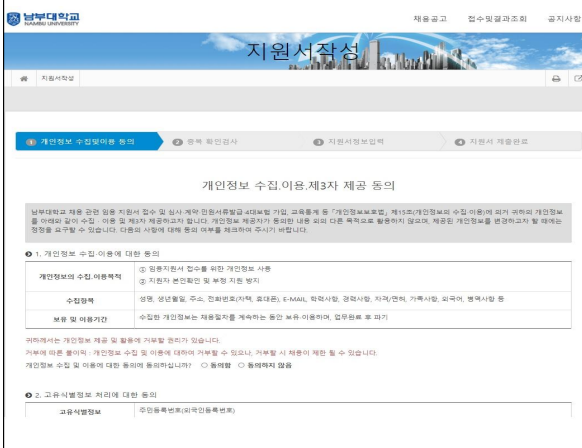 남부대학교
NAMBU UNIVERSITY
채용공고 접수및결과조회 공지사항
지원서작성
지원서작성
1 개인정보 수집및이용 동의 2 중복 확인검사 3 지원서정보입력 4 지원서 제출완료
개인정보 수집.이용.제3자 제공 동의
남부대학교 채용 관련 임용 지원서 접수 및 심사·계약·민원서류발급·4대보험 가입, 교육통계 등「개인정보보호법」제15조(개인정보의 수집·이용)에 의거 귀하의 개인정보
를 아래와 같이 수집·이용 및 제3자 제공하고자 합니다. 개인정보 제공자가 동의한 내용 외의 다른 목적으로 활용하지 않으며, 제공된 개인정보를 변경하고자 할 때에는
정정을 요구할 수 있습니다. 다음의 사항에 대해 동의 여부를 체크하여 주시기 바랍니다.
1. 개인정보 수집·이용에 대한 동의
개인정보의 수집.이용목적
① 임용지원서 접수를 위한 개인정보 사용
② 지원자 본인확인 및 부정 지원 방지
수집항목 성명, 생년월일, 주소, 전화번호(자택, 휴대폰), E-MAIL, 학력사항, 경력사항, 자격/면허, 가족사항, 외국어, 병역사항 등
보유 및 이용기간 수집한 개인정보는 채용절차를 계속하는 동안 보유·이용하며, 업무완료 후 파기
귀하께서는 개인정보 제공 및 활용에 거부할 권리가 있습니다.
거부에 따른 불이익 : 개인정보 수집 및 이용에 대하여 거부할 수 있으나, 거부할 시 채용이 제한 될 수 있습니다.
개인정보 수집 및 이용에 대한 동의에 동의하십니까? ○ 동의함 ○ 동의하지 않음
2. 고유식별정보 처리에 대한 동의
고유식별정보 주민등록번호(외국인등록번호)